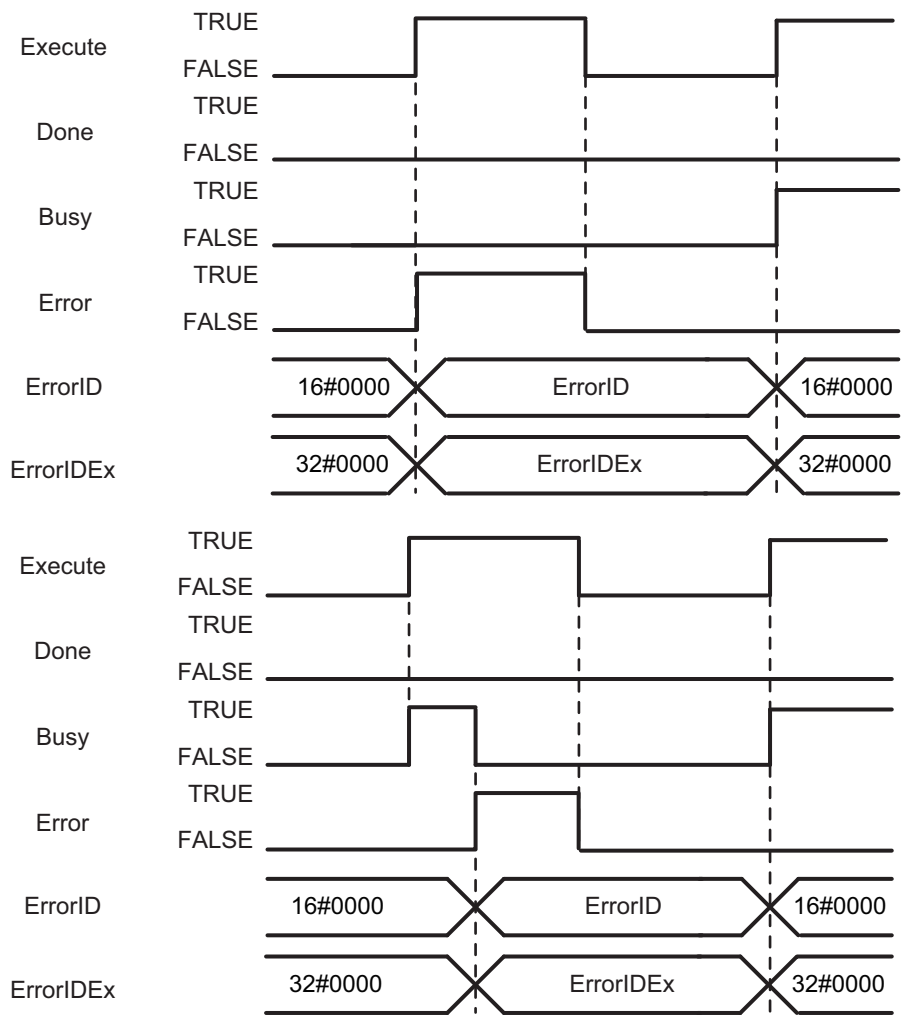 TRUE
Execute
FALSE
TRUE
Done
FALSE
TRUE
Busy
FALSE
TRUE
Error
FALSE
ErrorID 16#0000 ErrorID 16#0000
ErrorIDEx 32#0000 ErrorIDEx 32#0000
TRUE
Execute
FALSE
TRUE
Done
FALSE
TRUE
Busy
FALSE
TRUE
Error
FALSE
ErrorID 16#0000 ErrorID 16#0000
ErrorIDEx 32#0000 ErrorIDEx 32#0000